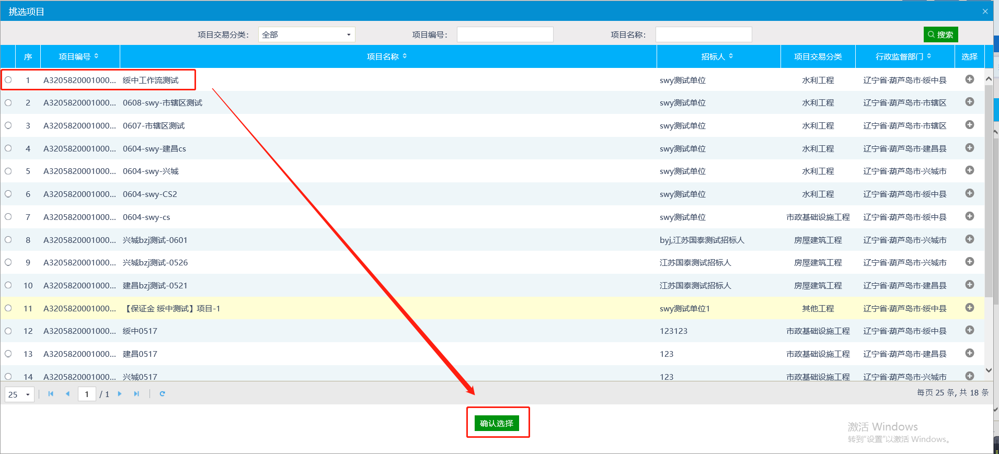 挑选项目
项目交易分类： 全部 项目编号： 项目名称： 搜索
序 项目编号 项目名称 招标人 项目交易分类 行政监督部门 选择
1 A3205820001000... 绥中工作流测试 swy测试单位 水利工程 辽宁省·葫芦岛市·绥中县
2 A3205820001000... 0608-swy-市辖区测试 swy测试单位 水利工程 辽宁省·葫芦岛市·市辖区
3 A3205820001000... 0607-市辖区测试 swy测试单位 水利工程 辽宁省·葫芦岛市·市辖区
4 A3205820001000... 0604-swy-建昌cs swy测试单位 水利工程 辽宁省·葫芦岛市·建昌县
5 A3205820001000... 0604-swy-兴城 swy测试单位 水利工程 辽宁省·葫芦岛市·兴城市
6 A3205820001000... 0604-swy-CS2 swy测试单位 水利工程 辽宁省·葫芦岛市·绥中县
7 A3205820001000... 0604-swy-cs swy测试单位 市政基础设施工程 辽宁省·葫芦岛市·绥中县
8 A3205820001000... 兴城bzj测试-0601 byj,江苏国泰测试招标人 房屋建筑工程 辽宁省·葫芦岛市·兴城市
9 A3205820001000... 兴城bzj测试-0526 江苏国泰测试招标人 房屋建筑工程 辽宁省·葫芦岛市·兴城市
10 A3205820001000... 建昌bzj测试-0521 江苏国泰测试招标人 房屋建筑工程 辽宁省·葫芦岛市·建昌县
11 A3205820001000... 【保证金 绥中测试】项目-1 swy测试单位1 其他工程 辽宁省·葫芦岛市·绥中县
12 A3205820001000... 绥中0517 123123 市政基础设施工程 辽宁省·葫芦岛市·绥中县
13 A3205820001000... 建昌0517 123 市政基础设施工程 辽宁省·葫芦岛市·建昌县
14 A3205820001000... 兴城0517 123 市政基础设施工程 辽宁省·葫芦岛市·兴城市
25 1 / 1 每页 25 条, 共 18 条
确认选择
激活 Windows
转到"设置"以激活 Windows。